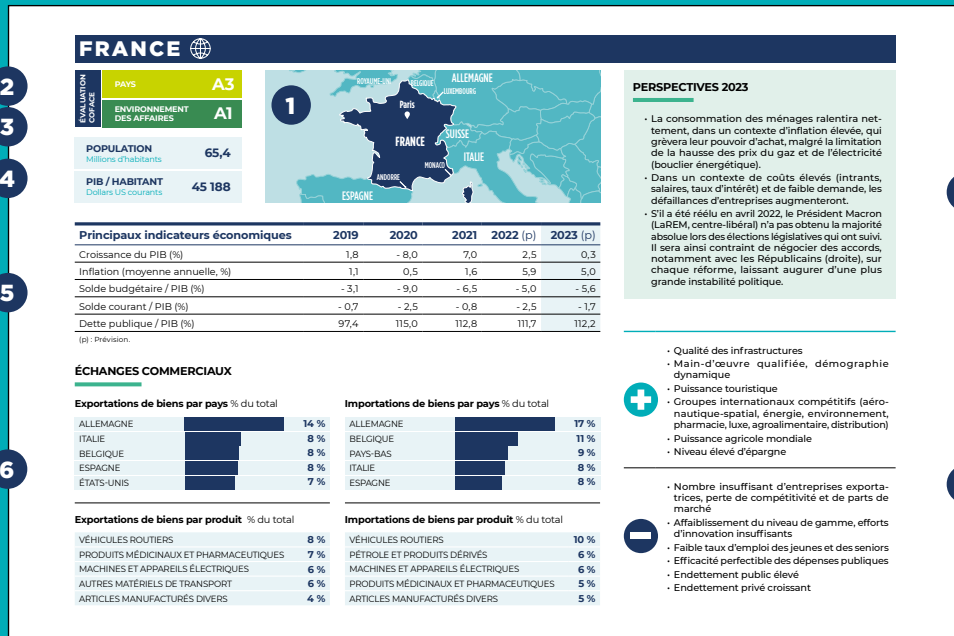 FRANCE
2
3
4
5
6
ÉVALUATION
COFACE
PAYS A3
ENVIRONNEMENT
DES AFFAIRES A1
POPULATION
Millions d'habitants 65,4
PIB / HABITANT
Dollars US courants 45 188
1
ROYAUME-UNI
BELGIQUE
ALLEMAGNE
LUXEMBOURG
Paris
FRANCE
SUISSE
ITALIE
MONACO
ANDORRE
ESPAGNE
Principaux indicateurs économiques 2019 2020 2021 2022 (p) 2023 (p)
Croissance du PIB (%) 1,8 - 8,0 7,0 2,5 0,3
Inflation (moyenne annuelle, %) 1,1 0,5 1,6 5,9 5,0
Solde budgétaire / PIB (%) - 3,1 - 9,0 - 6,5 - 5,0 - 5,6
Solde courant / PIB (%) - 0,7 - 2,5 - 0,8 - 2,5 - 1,7
Dette publique / PIB (%) 97,4 115,0 112,8 111,7 112,2
(p) : Prévision.
ÉCHANGES COMMERCIAUX
Exportations de biens par pays % du total
ALLEMAGNE 14 %
ITALIE 8 %
BELGIQUE 8 %
ESPAGNE 8 %
ÉTATS-UNIS 7 %
Importations de biens par pays % du total
ALLEMAGNE 17 %
BELGIQUE 11 %
PAYS-BAS 9 %
ITALIE 8 %
ESPAGNE 8 %
Exportations de biens par produit % du total
VÉHICULES ROUTIERS 8 %
PRODUITS MÉDICINAUX ET PHARMACEUTIQUES 7 %
MACHINES ET APPAREILS ÉLECTRIQUES 6 %
AUTRES MATÉRIELS DE TRANSPORT 6 %
ARTICLES MANUFACTURÉS DIVERS 4 %
Importations de biens par produit % du total
VÉHICULES ROUTIERS 10 %
PÉTROLE ET PRODUITS DÉRIVÉS 6 %
MACHINES ET APPAREILS ÉLECTRIQUES 6 %
PRODUITS MÉDICINAUX ET PHARMACEUTIQUES 5 %
ARTICLES MANUFACTURÉS DIVERS 5 %
PERSPECTIVES 2023
• La consommation des ménages ralentira net-
tement, dans un contexte d'inflation élevée, qui
grèvera leur pouvoir d'achat, malgré la limitation
de la hausse des prix du gaz et de l'électricité
(bouclier énergétique).
• Dans un contexte de coûts élevés (intrants,
salaires, taux d'intérêt) et de faible demande, les
défaillances d'entreprises augmenteront.
• S'il a été réélu en avril 2022, le Président Macron
(LaREM, centre-libéral) n'a pas obtenu la majorité
absolue lors des élections législatives qui ont suivi.
Il sera ainsi contraint de négocier des accords,
notamment avec les Républicains (droite), sur
chaque réforme, laissant augurer d'une plus
grande instabilité politique.
• Qualité des infrastructures
• Main-d'œuvre qualifiée, démographie
dynamique
• Puissance touristique
• Groupes internationaux compétitifs (aéro-
nautique-spatial, énergie, environnement,
pharmacie, luxe, agroalimentaire, distribution)
• Puissance agricole mondiale
• Niveau élevé d'épargne
• Nombre insuffisant d'entreprises exporta-
trices, perte de compétitivité et de parts de
marché
• Affaiblissement du niveau de gamme, efforts
d'innovation insuffisants
• Faible taux d'emploi des jeunes et des seniors
• Efficacité perfectible des dépenses publiques
• Endettement public élevé
• Endettement privé croissant